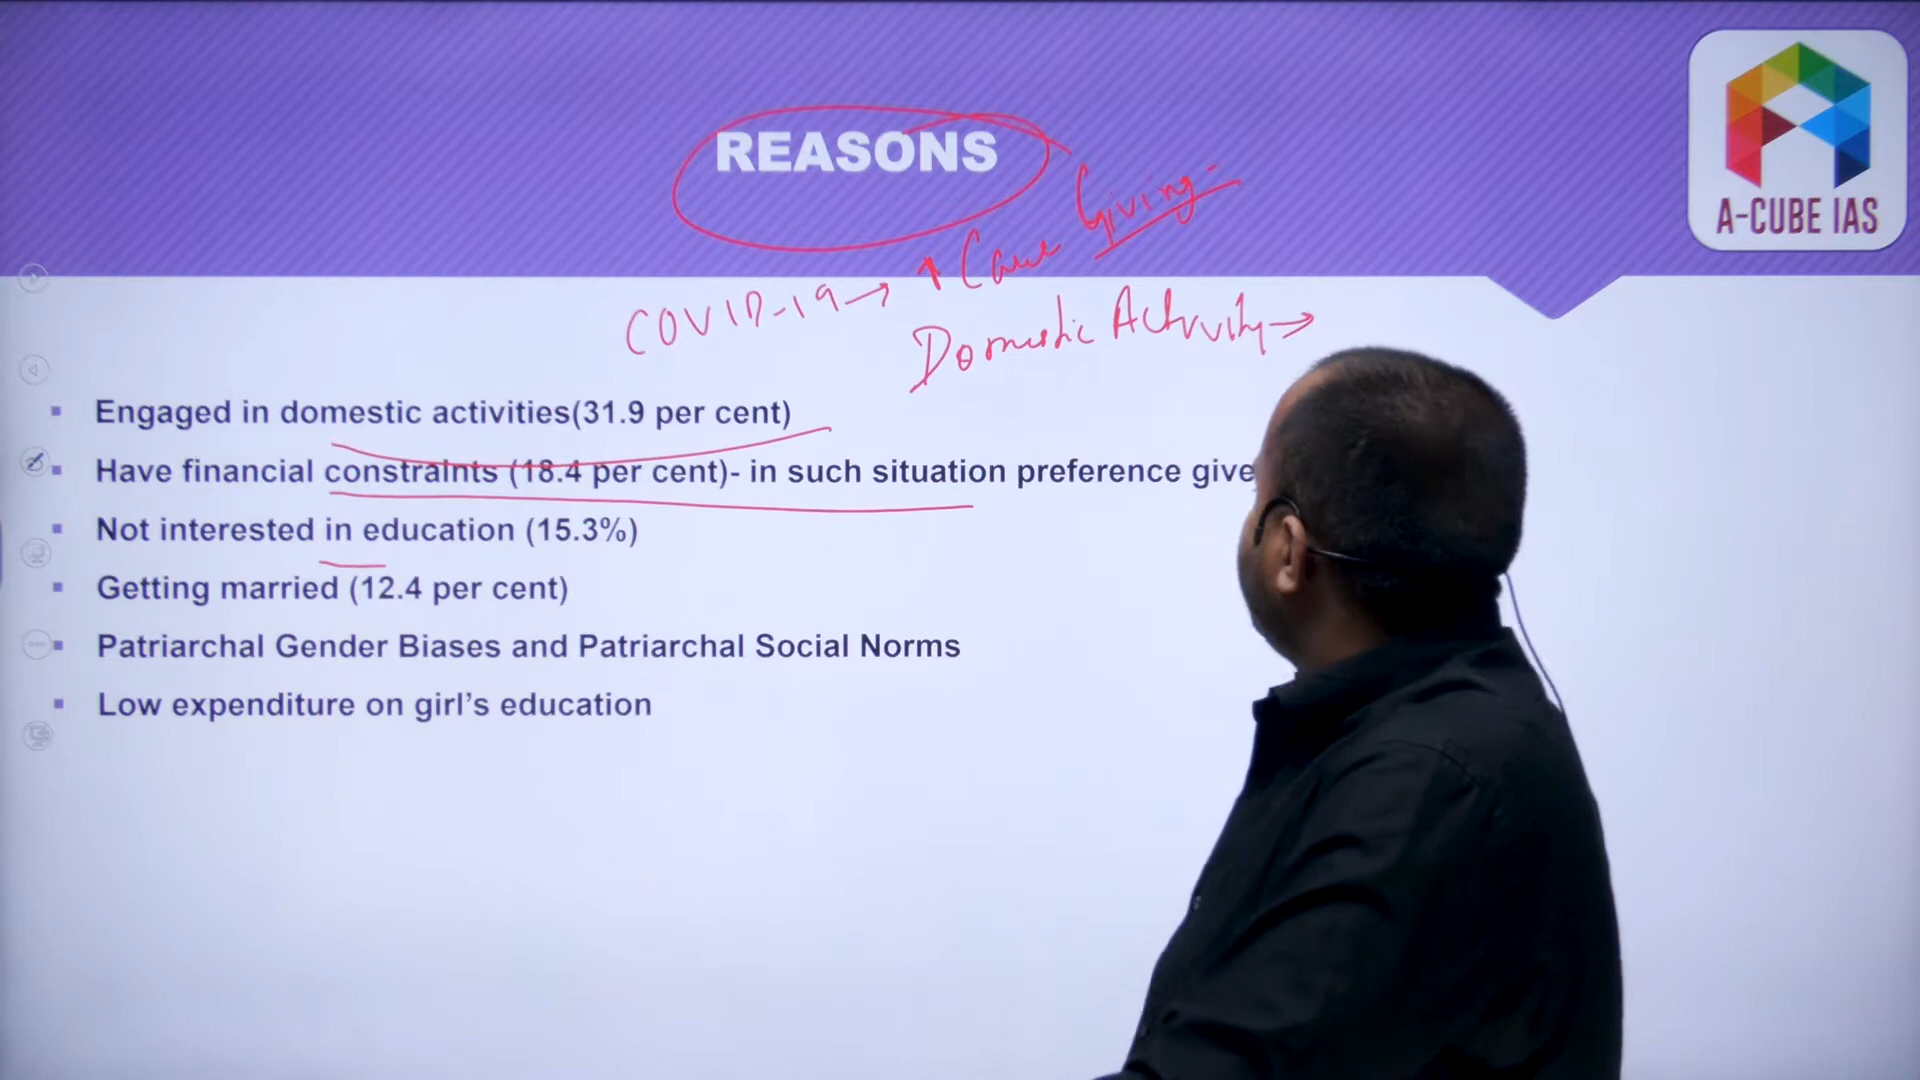 REASONS
A-CUBE IAS
↑ Care Giving -
COVID-19 →
Domestic Activity →
Engaged in domestic activities(31.9 per cent)
Have financial constraints (18.4 per cent)- in such situation preference give
Not interested in education (15.3%)
Getting married (12.4 per cent)
Patriarchal Gender Biases and Patriarchal Social Norms
Low expenditure on girl’s education